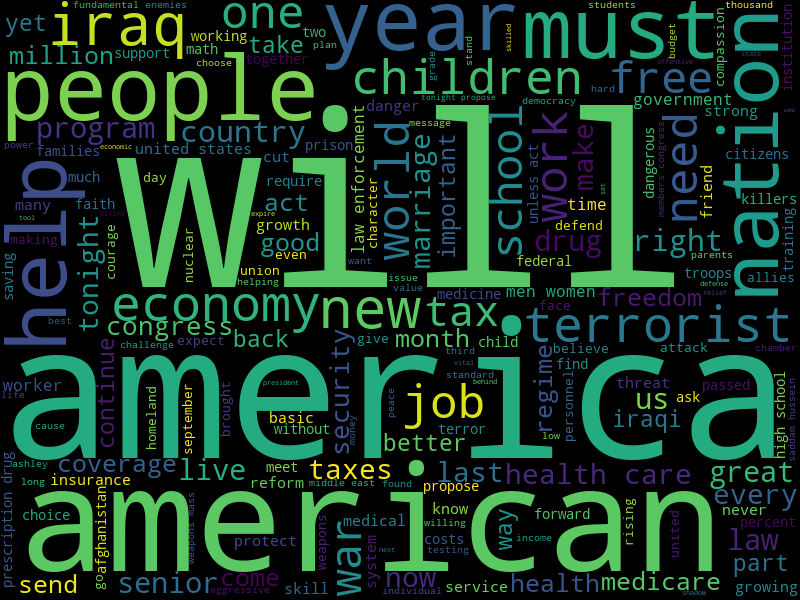 fundamental
enemies
students
thousand
iraq
one
year
must
yet
working
two
million
support
math
take
plan
choose
together
people
children
free
skilled
budget
stand
compassion
institution
state
offensive
grade
hard
tonight propose
democracy
government
strong
danger
message
program
country
law enforcement
prison
power
economic
families
united states
cut
world
marriage
important
school
unless act
work
make
dangerous
need
members congress
nation
citizens
killers
much
day
require
many
faith
act
character
time
friend
tool
killed
will
defend
set
help
making
courage
growth
good
nuclear
even
drug
right
parents
training
saving
tonight
expire
union
helping
want
issue
value
federal
troops
allies
defense
relief
medicine
men women
freedom
economy
new
tax
face
terrorist
best
congress
back
month
child
challenge
expect
give
security
third
vital
standard
behind
regime
believe
find
attack
chamber
america
continue
worker
life
homeland
september
brought
president
peace
job
low
personnel
threat
passed
us
ask
high school
saddam hussein
cause
basic
without
money
better
terror
iraqi
prescription drug
ashley
long
coverage
live
meet
taxes
last
health care
great
every
insurance
reform
middle east
found
propose
choice
go
afghanistan
american
weapons mass
protect
weapons
war
medical
know
willing
costs
testing
way
income
forward
rising
united
never
percent
law
system
next
send
senior
aggressive
come
skill
individual
now
service
health
medicare
shadow
part
growing